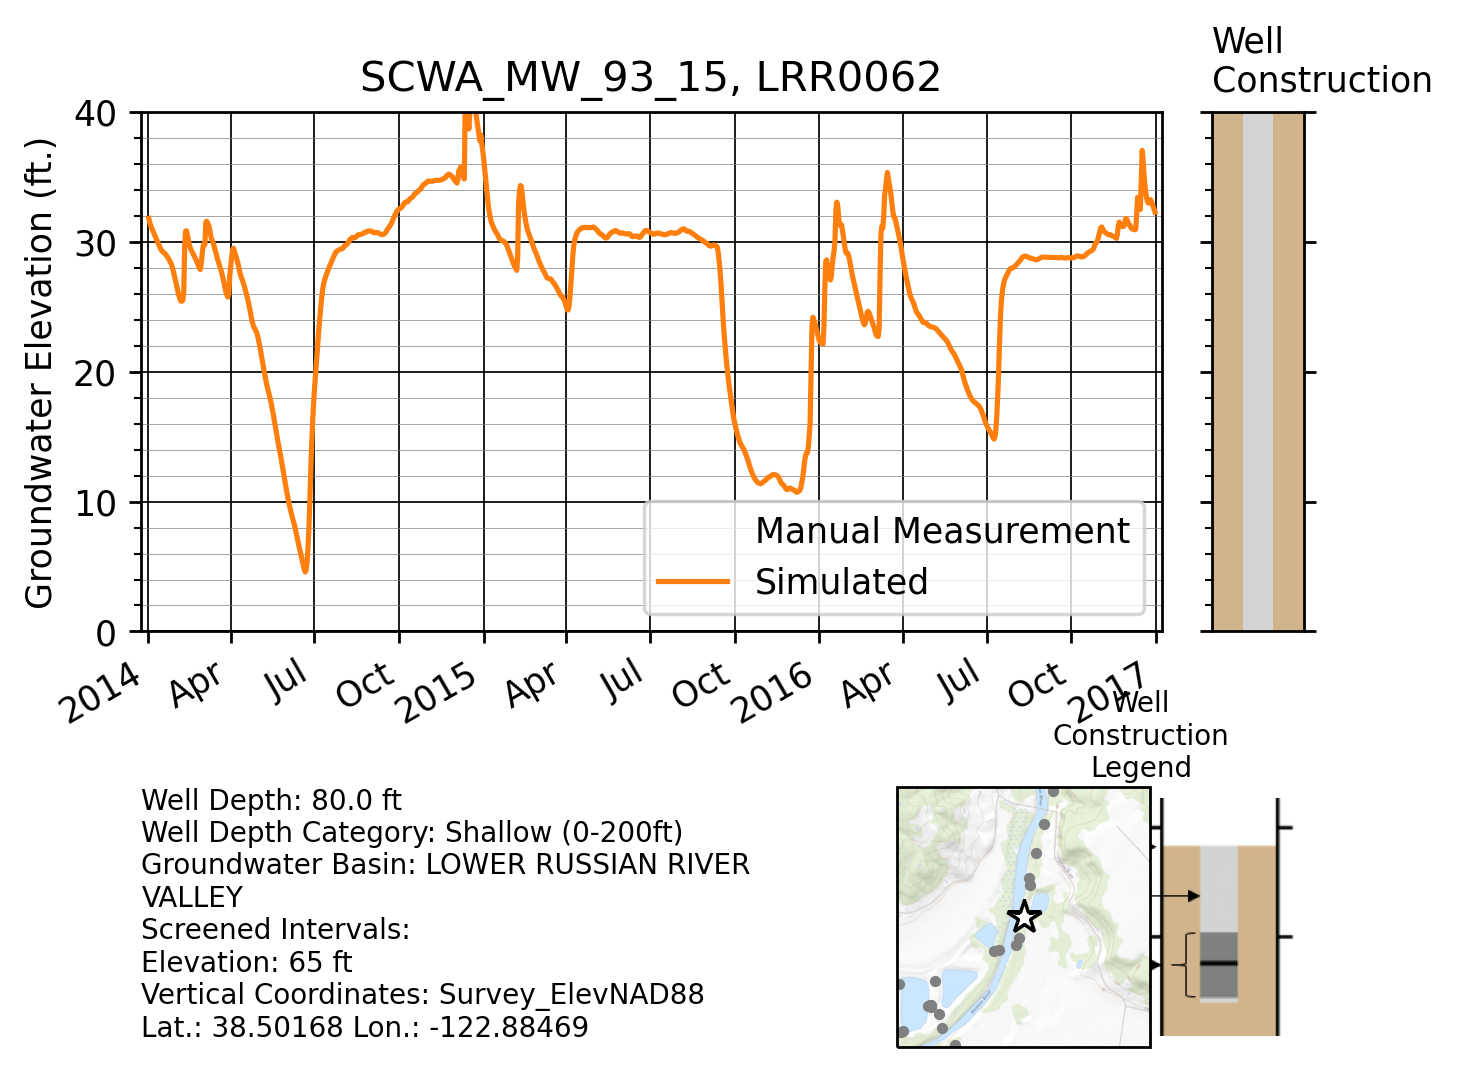 Well
Construction
SCWA_MW_93_15, LRR0062
Groundwater Elevation (ft.)
40
30
20
10
0
Manual Measurement
Simulated
2014
Apr
Jul
Oct
2015
Apr
Jul
Oct
2016
Apr
Jul
Oct
2017
Well
Construction
Legend
Well Depth: 80.0 ft
Well Depth Category: Shallow (0-200ft)
Groundwater Basin: LOWER RUSSIAN RIVER
VALLEY
Screened Intervals:
Elevation: 65 ft
Vertical Coordinates: Survey_ElevNAD88
Lat.: 38.50168 Lon.: -122.88469